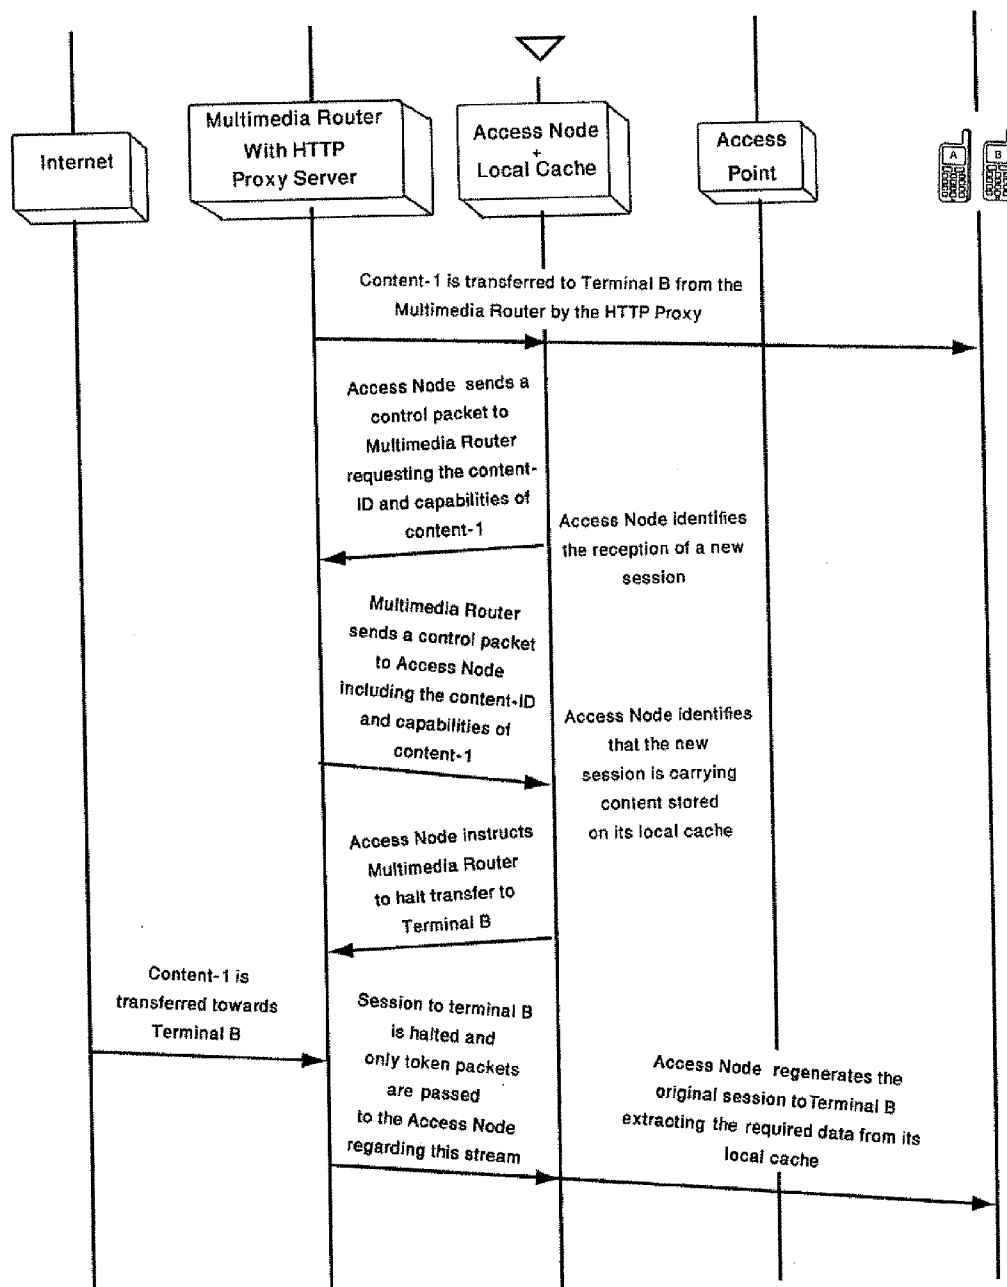 Internet
Multimedia Router
With HTTP
Proxy Server
Access Node
+
Local Cache
Access
Point
A
B
Content-1 is transferred to Terminal B from the
Multimedia Router by the HTTP Proxy
Access Node sends a
control packet to
Multimedia Router
requesting the content-
ID and capabilities of
content-1
Access Node identifies
the reception of a new
session
Multimedia Router
sends a control packet
to Access Node
including the content-ID
and capabilities of
content-1
Access Node identifies
that the new
session is carrying
content stored
on its local cache
Access Node instructs
Multimedia Router
to halt transfer to
Terminal B
Content-1 is
transferred towards
Terminal B
Session to terminal B
is halted and
only token packets
are passed
to the Access Node
regarding this stream
Access Node regenerates the
original session to Terminal B
extracting the required data from its
local cache